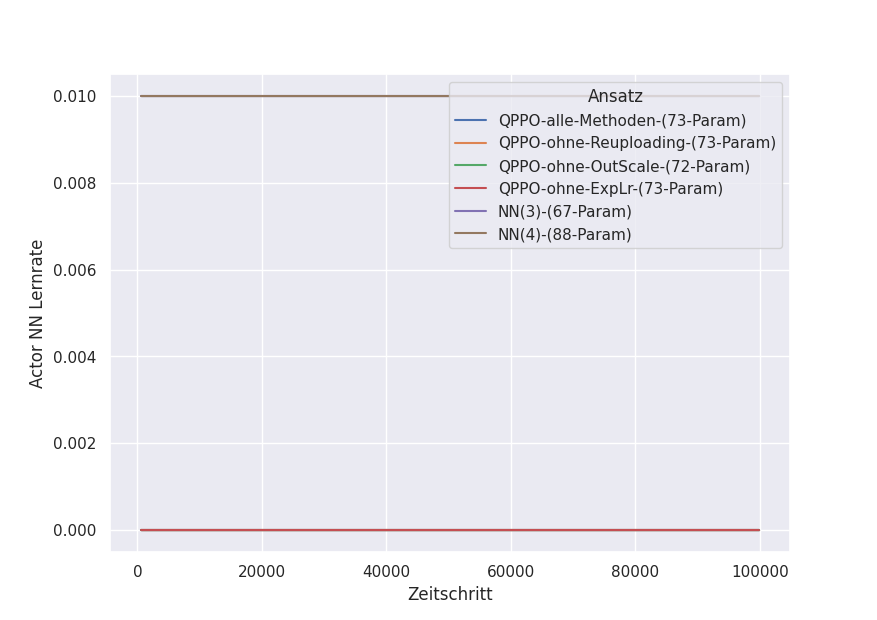 0.010
0.008
0.006
0.004
0.002
0.000
Actor NN Lernrate
Ansatz
QPPO-alle-Methoden-(73-Param)
QPPO-ohne-Reuploading-(73-Param)
QPPO-ohne-OutScale-(72-Param)
QPPO-ohne-ExpLr-(73-Param)
NN(3)-(67-Param)
NN(4)-(88-Param)
0 20000 40000 60000 80000 100000
Zeitschritt